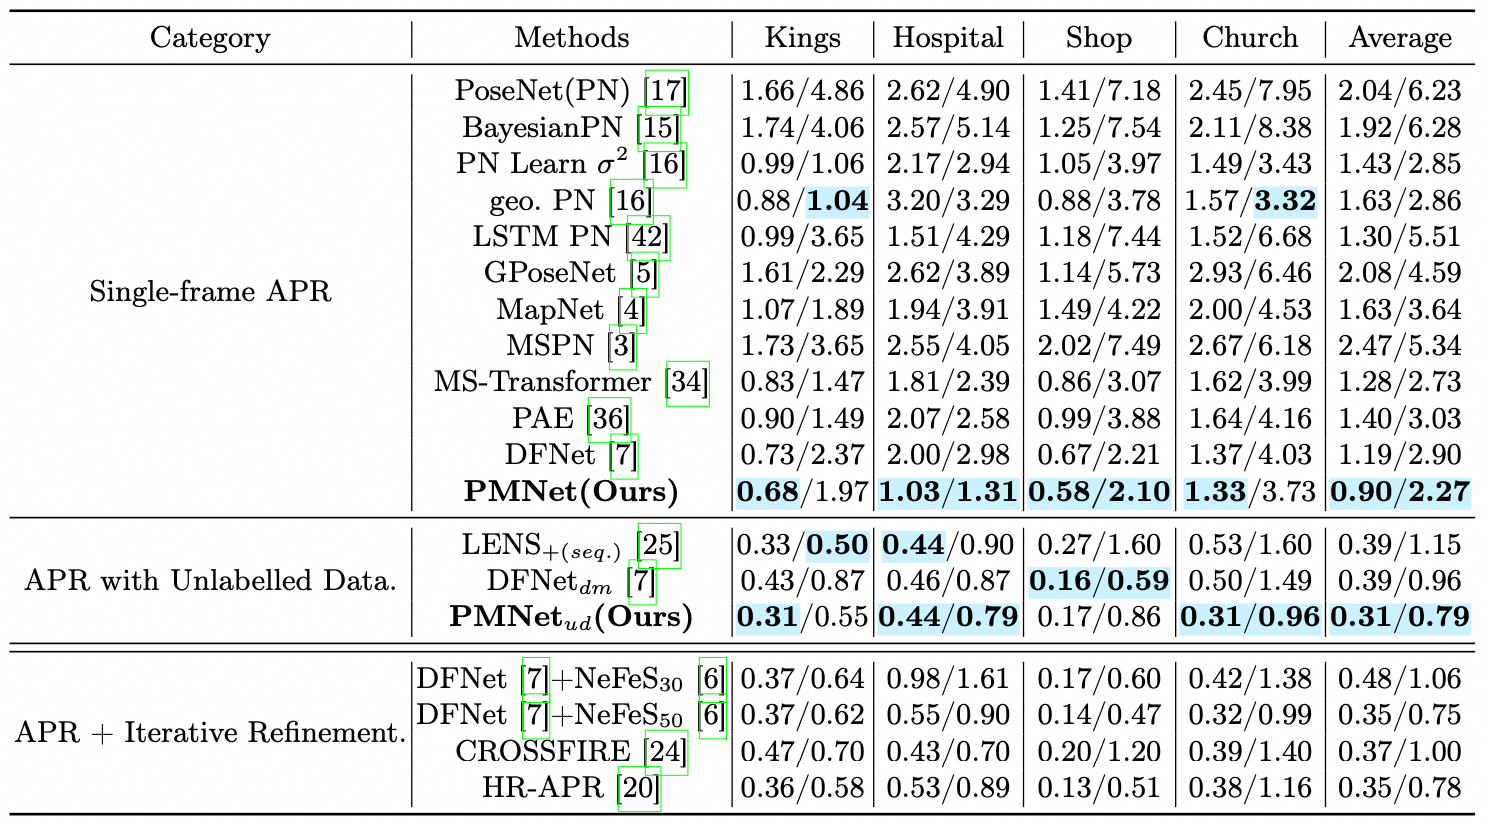 Category Methods Kings Hospital Shop Church Average
PoseNet(PN) [17] 1.66/4.86 2.62/4.90 1.41/7.18 2.45/7.95 2.04/6.23
BayesianPN [15] 1.74/4.06 2.57/5.14 1.25/7.54 2.11/8.38 1.92/6.28
PN Learn σ² [16] 0.99/1.06 2.17/2.94 1.05/3.97 1.49/3.43 1.43/2.85
geo. PN [16] 0.88/1.04 3.20/3.29 0.88/3.78 1.57/3.32 1.63/2.86
LSTM PN [42] 0.99/3.65 1.51/4.29 1.18/7.44 1.52/6.68 1.30/5.51
GPoseNet [5] 1.61/2.29 2.62/3.89 1.14/5.73 2.93/6.46 2.08/4.59
Single-frame APR
MapNet [4] 1.07/1.89 1.94/3.91 1.49/4.22 2.00/4.53 1.63/3.64
MSPN [3] 1.73/3.65 2.55/4.05 2.02/7.49 2.67/6.18 2.47/5.34
MS-Transformer [34] 0.83/1.47 1.81/2.39 0.86/3.07 1.62/3.99 1.28/2.73
PAE [36] 0.90/1.49 2.07/2.58 0.99/3.88 1.64/4.16 1.40/3.03
DFNet [7] 0.73/2.37 2.00/2.98 0.67/2.21 1.37/4.03 1.19/2.90
PMNet(Ours) 0.68/1.97 1.03/1.31 0.58/2.10 1.33/3.73 0.90/2.27
LENS+(seq.) [25] 0.33/0.50 0.44/0.90 0.27/1.60 0.53/1.60 0.39/1.15
APR with Unlabelled Data. DFNetdm [7] 0.43/0.87 0.46/0.87 0.16/0.59 0.50/1.49 0.39/0.96
PMNetud(Ours) 0.31/0.55 0.44/0.79 0.17/0.86 0.31/0.96 0.31/0.79
DFNet [7]+NeFeS30 [6] 0.37/0.64 0.98/1.61 0.17/0.60 0.42/1.38 0.48/1.06
DFNet [7]+NeFeS50 [6] 0.37/0.62 0.55/0.90 0.14/0.47 0.32/0.99 0.35/0.75
APR + Iterative Refinement.
CROSSFIRE [24] 0.47/0.70 0.43/0.70 0.20/1.20 0.39/1.40 0.37/1.00
HR-APR [20] 0.36/0.58 0.53/0.89 0.13/0.51 0.38/1.16 0.35/0.78